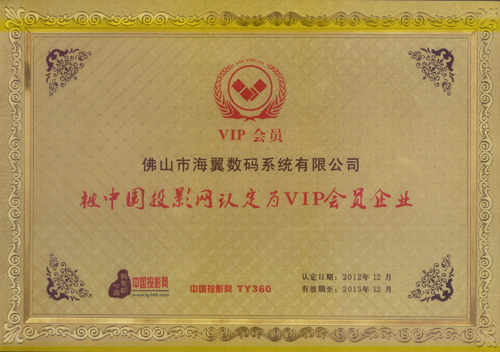 VIP 会员
佛山市海翼数码系统有限公司
被中国投影网认定为VIP会员企业
认定日期：2012年 12 月
有效期至：2013年 12 月
中国投影网
www.ty360.com
中国投影网 TY360